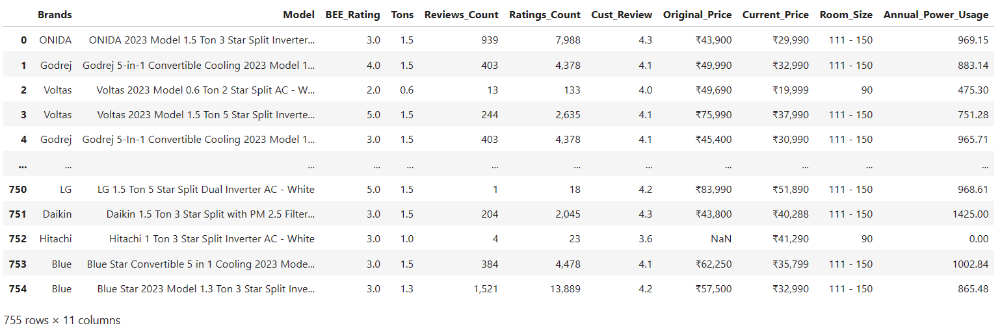 Brands Model BEE_Rating Tons Reviews_Count Ratings_Count Cust_Review Original_Price Current_Price Room_Size Annual_Power_Usage
0 ONIDA ONIDA 2023 Model 1.5 Ton 3 Star Split Inverter... 3.0 1.5 939 7,988 4.3 ₹43,900 ₹29,990 111 - 150 969.15
1 Godrej Godrej 5-in-1 Convertible Cooling 2023 Model 1... 4.0 1.5 403 4,378 4.1 ₹49,990 ₹32,990 111 - 150 883.14
2 Voltas Voltas 2023 Model 0.6 Ton 2 Star Split AC - W... 2.0 0.6 13 133 4.0 ₹49,690 ₹19,999 90 475.30
3 Voltas Voltas 2023 Model 1.5 Ton 5 Star Split Inverte... 5.0 1.5 244 2,635 4.1 ₹75,990 ₹37,990 111 - 150 751.28
4 Godrej Godrej 5-In-1 Convertible Cooling 2023 Model 1... 3.0 1.5 403 4,378 4.1 ₹45,400 ₹30,990 111 - 150 965.71
... ... ... ... ... ... ... ... ... ... ... ...
750 LG LG 1.5 Ton 5 Star Split Dual Inverter AC - White 5.0 1.5 1 18 4.2 ₹83,990 ₹51,890 111 - 150 968.61
751 Daikin Daikin 1.5 Ton 3 Star Split with PM 2.5 Filter... 3.0 1.5 204 2,045 4.3 ₹43,800 ₹40,288 111 - 150 1425.00
752 Hitachi Hitachi 1 Ton 3 Star Split Inverter AC - White 3.0 1.0 4 23 3.6 NaN ₹41,290 90 0.00
753 Blue Blue Star Convertible 5 in 1 Cooling 2023 Mode... 3.0 1.5 384 4,478 4.1 ₹62,250 ₹35,799 111 - 150 1002.84
754 Blue Blue Star 2023 Model 1.3 Ton 3 Star Split Inve... 3.0 1.3 1,521 13,889 4.2 ₹57,500 ₹32,990 111 - 150 865.48
755 rows × 11 columns